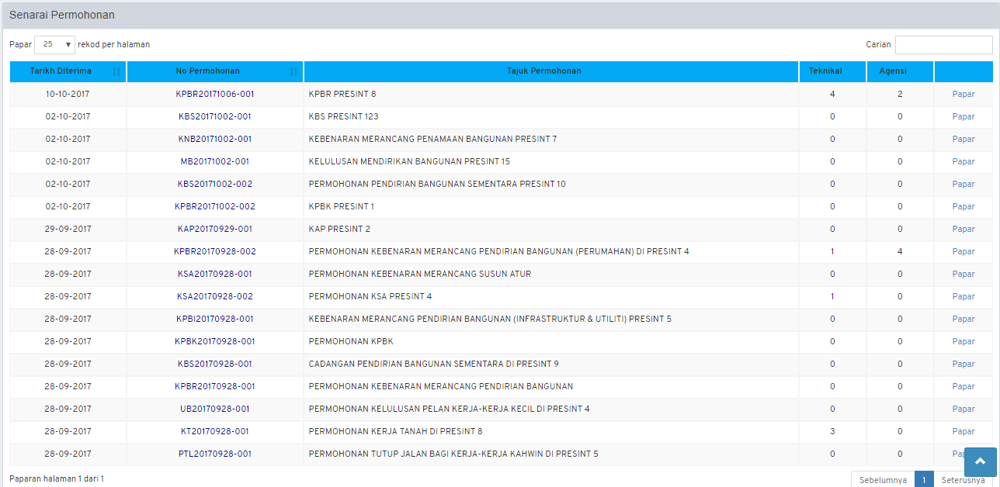 Senarai Permohonan
Papar 25 rekod per halaman Carian
Tarikh Diterima No Permohonan Tajuk Permohonan Teknikal Agensi
10-10-2017 KPBR20171006-001 KPBR PRESINT 8 4 2 Papar
02-10-2017 KBS20171002-001 KBS PRESINT 123 0 0 Papar
02-10-2017 KNB20171002-001 KEBENARAN MERANCANG PENAMAAN BANGUNAN PRESINT 7 0 0 Papar
02-10-2017 MB20171002-001 KELULUSAN MENDIRIKAN BANGUNAN PRESINT 15 0 0 Papar
02-10-2017 KBS20171002-002 PERMOHONAN PENDIRIAN BANGUNAN SEMENTARA PRESINT 10 0 0 Papar
02-10-2017 KPBR20171002-002 KPBK PRESINT 1 0 0 Papar
29-09-2017 KAP20170929-001 KAP PRESINT 2 0 0 Papar
28-09-2017 KPBR20170928-002 PERMOHONAN KEBENARAN MERANCANG PENDIRIAN BANGUNAN (PERUMAHAN) DI PRESINT 4 1 4 Papar
28-09-2017 KSA20170928-001 PERMOHONAN KEBENARAN MERANCANG SUSUN ATUR 0 0 Papar
28-09-2017 KSA20170928-002 PERMOHONAN KSA PRESINT 4 1 0 Papar
28-09-2017 KPBI20170928-001 KEBENARAN MERANCANG PENDIRIAN BANGUNAN (INFRASTRUKTUR & UTILITI) PRESINT 5 0 0 Papar
28-09-2017 KPBK20170928-001 PERMOHONAN KPBK 0 0 Papar
28-09-2017 KBS20170928-001 CADANGAN PENDIRIAN BANGUNAN SEMENTARA DI PRESINT 9 0 0 Papar
28-09-2017 KPBR20170928-001 PERMOHONAN KEBENARAN MERANCANG PENDIRIAN BANGUNAN 0 0 Papar
28-09-2017 UB20170928-001 PERMOHONAN KELULUSAN PELAN KERJA-KERJA KECIL DI PRESINT 4 0 0 Papar
28-09-2017 KT20170928-001 PERMOHONAN KERJA TANAH DI PRESINT 8 3 0 Papar
28-09-2017 PTL20170928-001 PERMOHONAN TUTUP JALAN BAGI KERJA-KERJA KAHWIN DI PRESINT 5 0 0 Pap
Paparan halaman 1 dari 1 Sebelumnya 1 Seterusnya